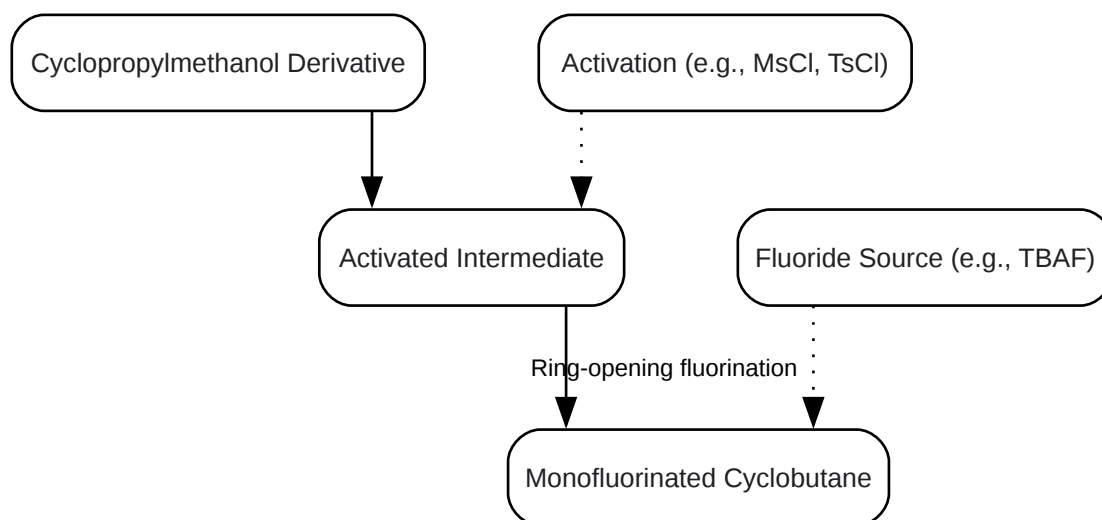 Cyclopropylmethanol Derivative
Activation (e.g., MsCl, TsCl)
Activated Intermediate
Fluoride Source (e.g., TBAF)
Ring-opening fluorination
Monofluorinated Cyclobutane